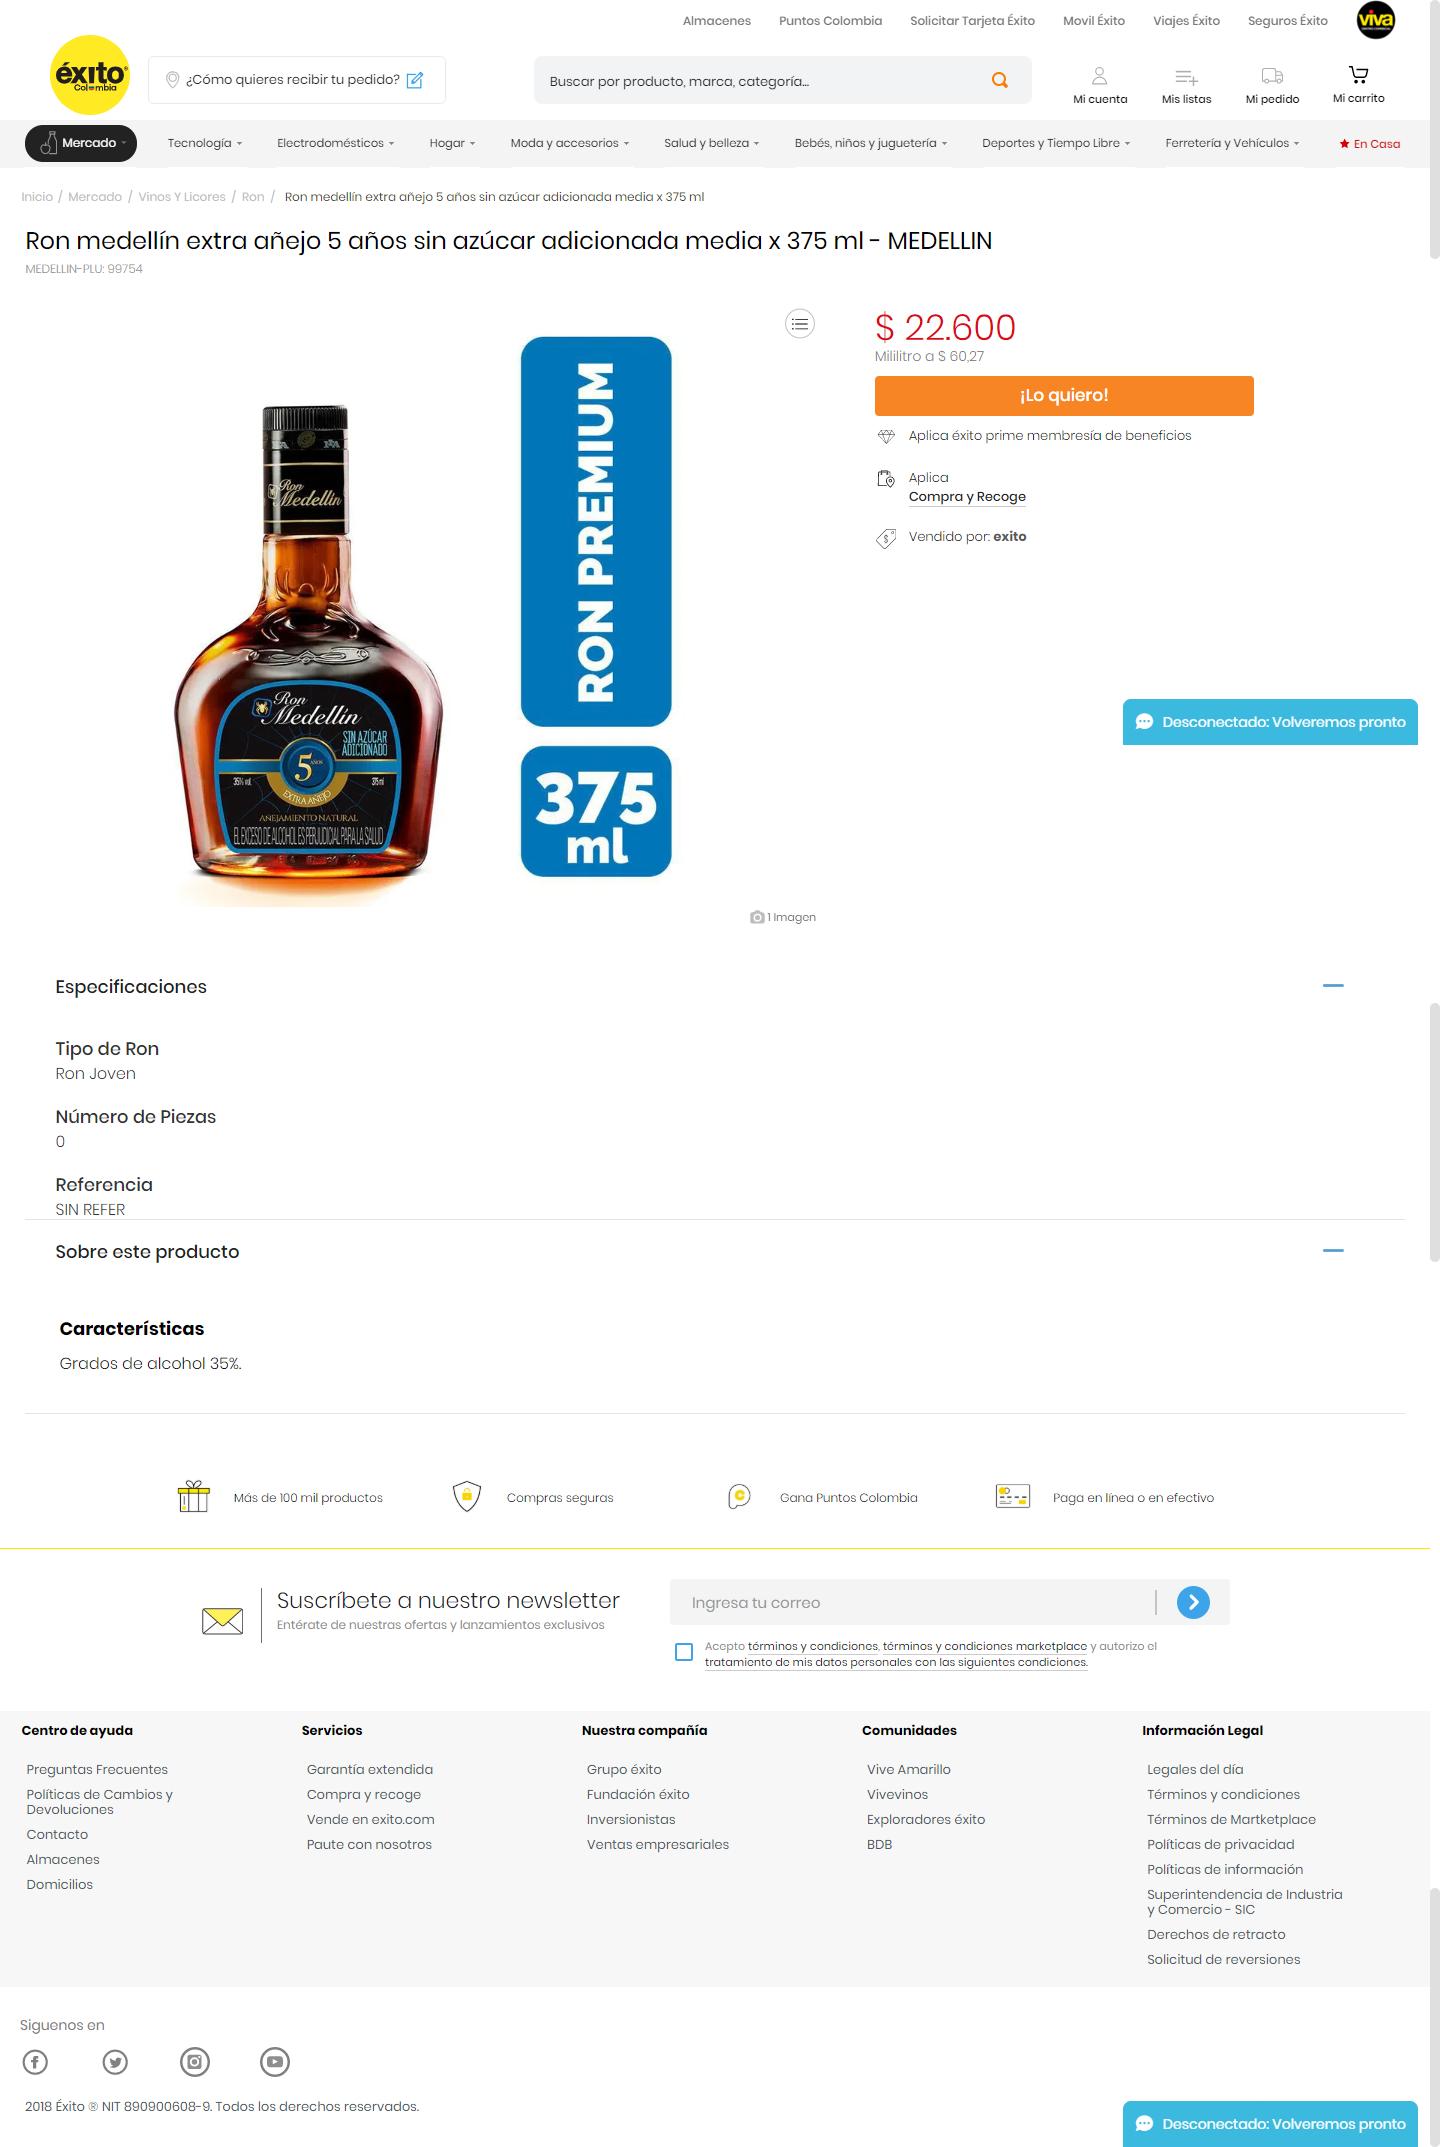 Almacenes Puntos Colombia Solicitar Tarjeta Éxito Movil Éxito Viajes Éxito Seguros Éxito viva
éxito
Colombia
¿Cómo quieres recibir tu pedido?
Buscar por producto, marca, categoría...
Mi cuenta Mis listas Mi pedido Mi carrito
Mercado Tecnología Electrodomésticos Hogar Moda y accesorios Salud y belleza Bebés, niños y juguetería Deportes y Tiempo Libre Ferretería y Vehículos En Casa
Inicio / Mercado / Vinos Y Licores / Ron / Ron medellín extra añejo 5 años sin azúcar adicionada media x 375 ml
Ron medellín extra añejo 5 años sin azúcar adicionada media x 375 ml - MEDELLIN
MEDELLIN-PLU: 99754
Ron
Medellín
Ron
Medellín
SIN AZÚCAR
ADICIONADO
5 AÑOS
35% vol. 375 ml
EXTRA AÑEJO
AÑEJAMIENTO NATURAL
EL EXCESO DE ALCOHOL ES PERJUDICIAL PARA LA SALUD
RON PREMIUM
375
ml
1 Imagen
$ 22.600
Mililitro a $ 60,27
¡Lo quiero!
Aplica éxito prime membresía de beneficios
Aplica
Compra y Recoge
Vendido por: exito
Desconectado: Volveremos pronto
Especificaciones
Tipo de Ron
Ron Joven
Número de Piezas
0
Referencia
SIN REFER
Sobre este producto
Características
Grados de alcohol 35%.
Más de 100 mil productos Compras seguras Gana Puntos Colombia Paga en línea o en efectivo
Suscríbete a nuestro newsletter
Entérate de nuestras ofertas y lanzamientos exclusivos
Ingresa tu correo
Acepto términos y condiciones, términos y condiciones marketplace y autorizo el
tratamiento de mis datos personales con las siguientes condiciones.
Centro de ayuda
Preguntas Frecuentes
Políticas de Cambios y
Devoluciones
Contacto
Almacenes
Domicilios
Servicios
Garantía extendida
Compra y recoge
Vende en exito.com
Paute con nosotros
Nuestra compañía
Grupo éxito
Fundación éxito
Inversionistas
Ventas empresariales
Comunidades
Vive Amarillo
Vivevinos
Exploradores éxito
BDB
Información Legal
Legales del día
Términos y condiciones
Términos de Martketplace
Políticas de privacidad
Políticas de información
Superintendencia de Industria
y Comercio - SIC
Derechos de retracto
Solicitud de reversiones
Siguenos en
2018 Éxito ® NIT 890900608-9. Todos los derechos reservados.
Desconectado: Volveremos pronto